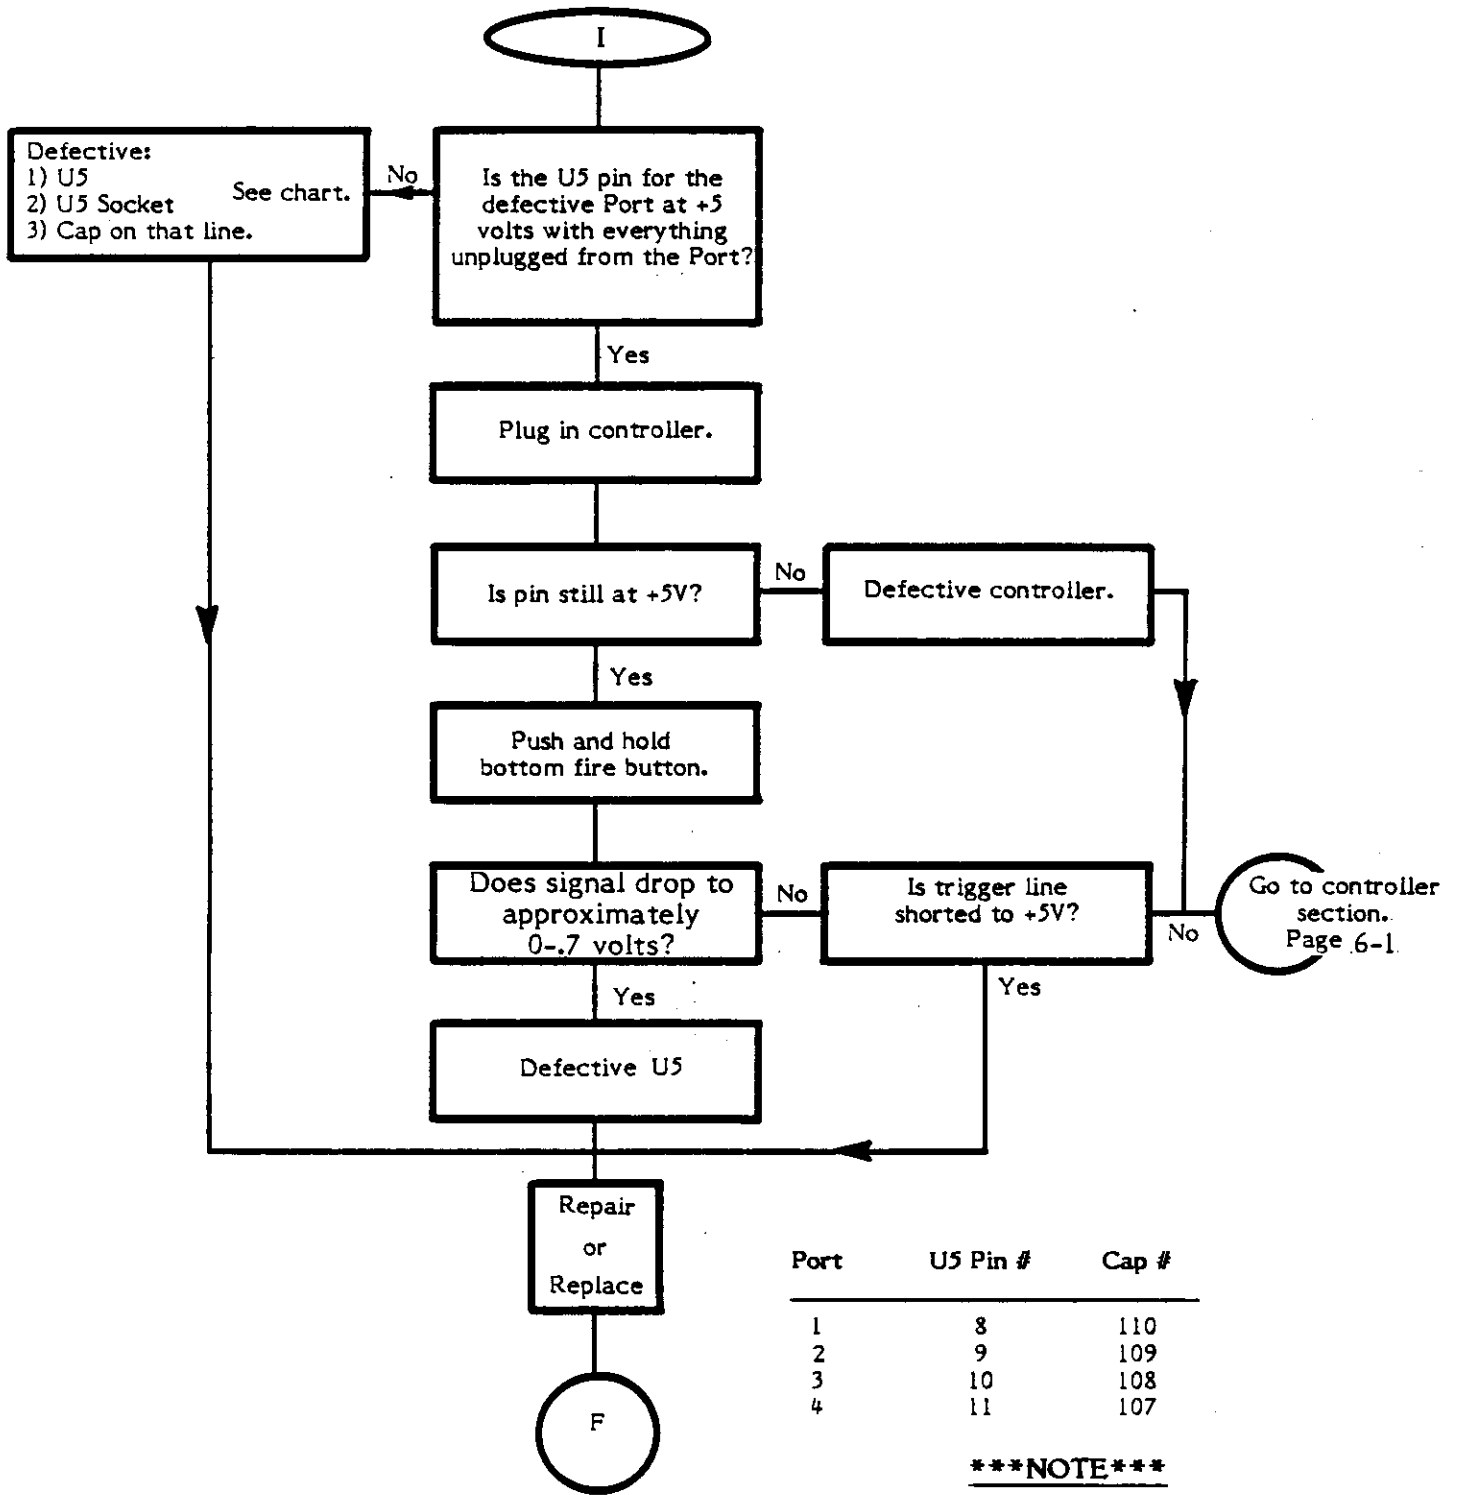 I
Defective:
1) U5
2) U5 Socket
3) Cap on that line.
See chart.
No
Is the U5 pin for the
defective Port at +5
volts with everything
unplugged from the Port?
Yes
Plug in controller.
Is pin still at +5V?
No
Defective controller.
Yes
Push and hold
bottom fire button.
Does signal drop to
approximately
0-.7 volts?
No
Is trigger line
shorted to +5V?
No
Go to controller
section.
Page 6-1
Yes
Yes
Defective U5
Repair
or
Replace
F
Port U5 Pin # Cap #
1 8 110
2 9 109
3 10 108
4 11 107
***NOTE***